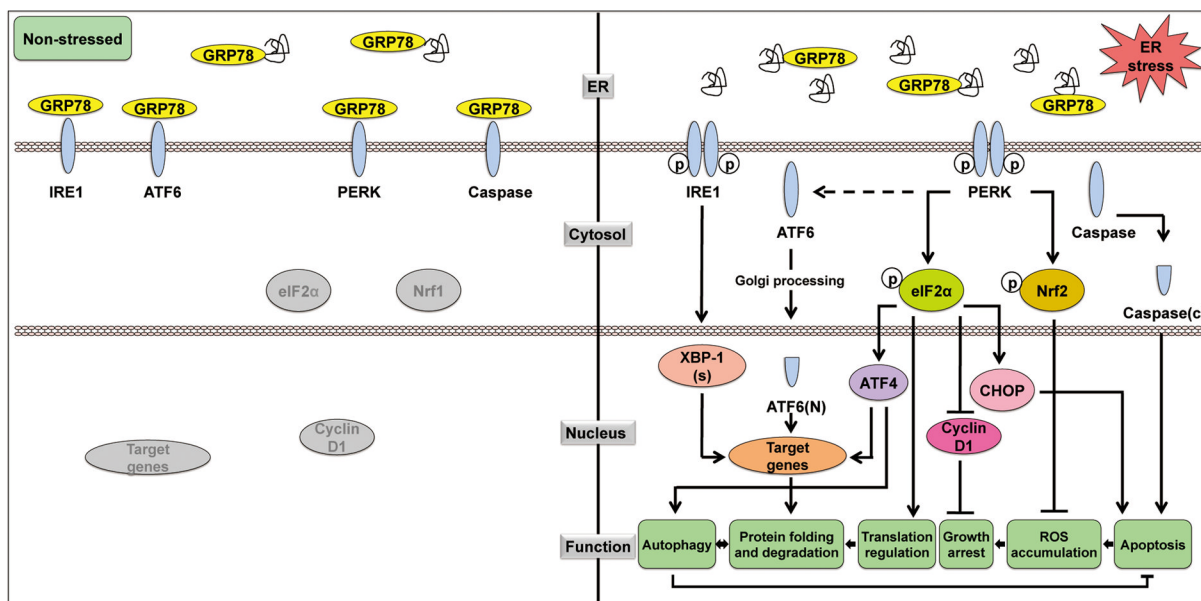 Non-stressed
GRP78
GRP78
GRP78
GRP78
GRP78
GRP78
IRE1
ATF6
PERK
Caspase
eIF2α
Nrf1
Cyclin
D1
Target
genes
ER
Cytosol
Nucleus
Function
ER
stress
GRP78
GRP78
GRP78
p
p
p
p
IRE1
PERK
ATF6
Caspase
Golgi processing
p
eIF2α
p
Nrf2
Caspase(c
XBP-1
(s)
ATF4
CHOP
ATF6(N)
Cyclin
D1
Target
genes
Autophagy
Protein folding
and degradation
Translation
regulation
Growth
arrest
ROS
accumulation
Apoptosis